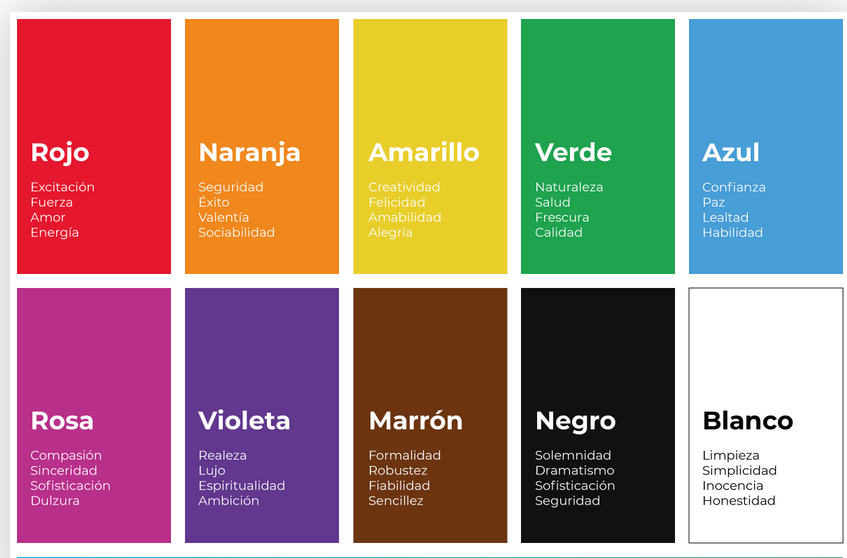 Rojo
Excitación
Fuerza
Amor
Energía
Naranja
Seguridad
Éxito
Valentía
Sociabilidad
Amarillo
Creatividad
Felicidad
Amabilidad
Alegría
Verde
Naturaleza
Salud
Frescura
Calidad
Azul
Confianza
Paz
Lealtad
Habilidad
Rosa
Compasión
Sinceridad
Sofisticación
Dulzura
Violeta
Realeza
Lujo
Espiritualidad
Ambición
Marrón
Formalidad
Robustez
Fiabilidad
Sencillez
Negro
Solemnidad
Dramatismo
Sofisticación
Seguridad
Blanco
Limpieza
Simplicidad
Inocencia
Honestidad